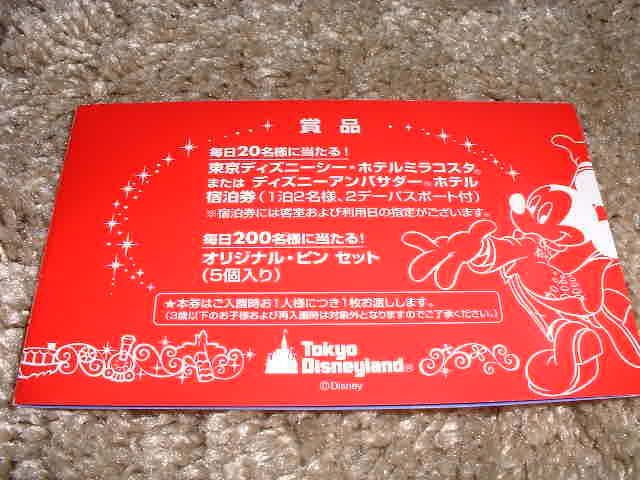 賞品
毎日20名様に当たる！
東京ディズニーシー・ホテルミラコスタ®
または ディズニーアンバサダー®ホテル
宿泊券（1泊2名様、2デーパスポート付）
※宿泊券には客室および利用日の指定がございます。
毎日200名様に当たる！
オリジナル・ピン セット
（5個入り）
★本券はご入園時お1人様につき1枚お渡しします。
（3歳以下のお子様および再入園時は対象外となりますのでご了承ください。）
Tokyo
Disneyland®
©Disney